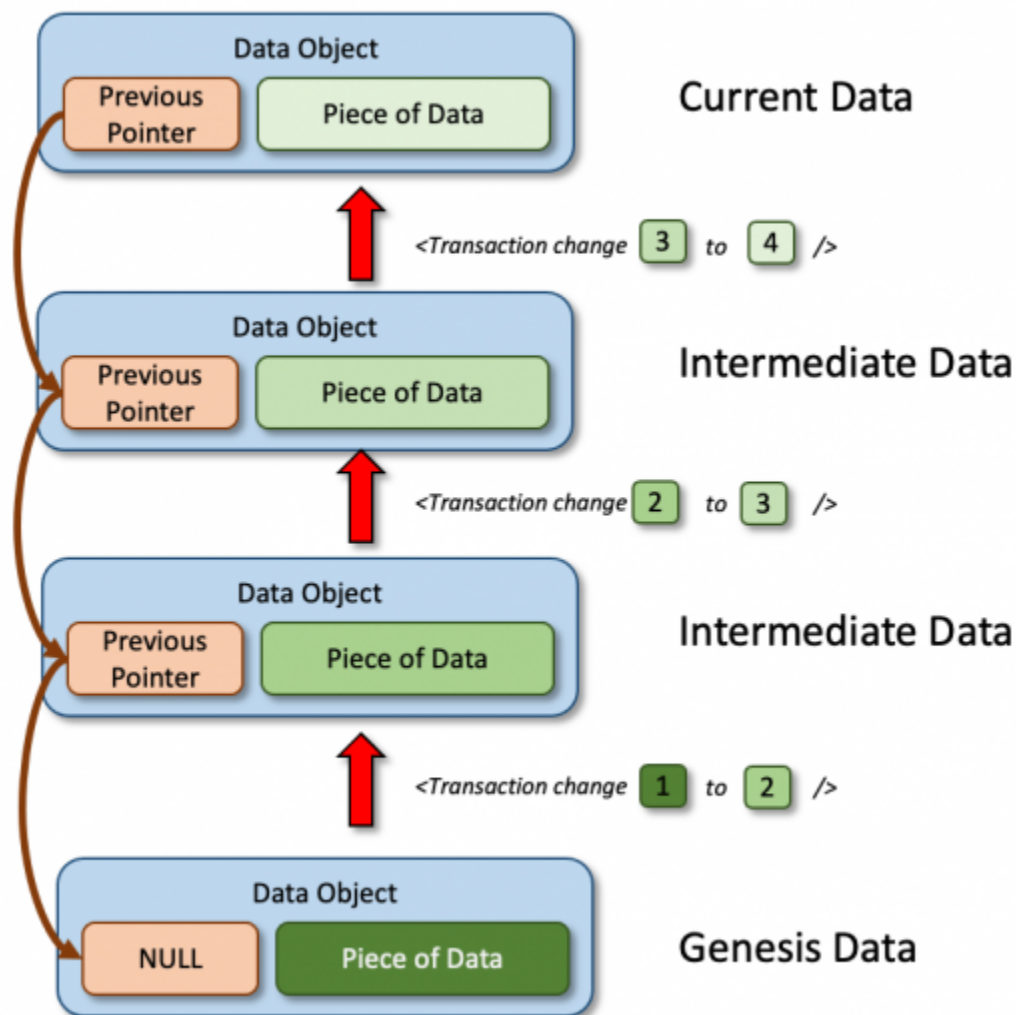 Data Object
Previous
Pointer
Piece of Data
Current Data
<Transaction change 3 to 4 />
Data Object
Previous
Pointer
Piece of Data
Intermediate Data
<Transaction change 2 to 3 />
Data Object
Previous
Pointer
Piece of Data
Intermediate Data
<Transaction change 1 to 2 />
Data Object
NULL
Piece of Data
Genesis Data